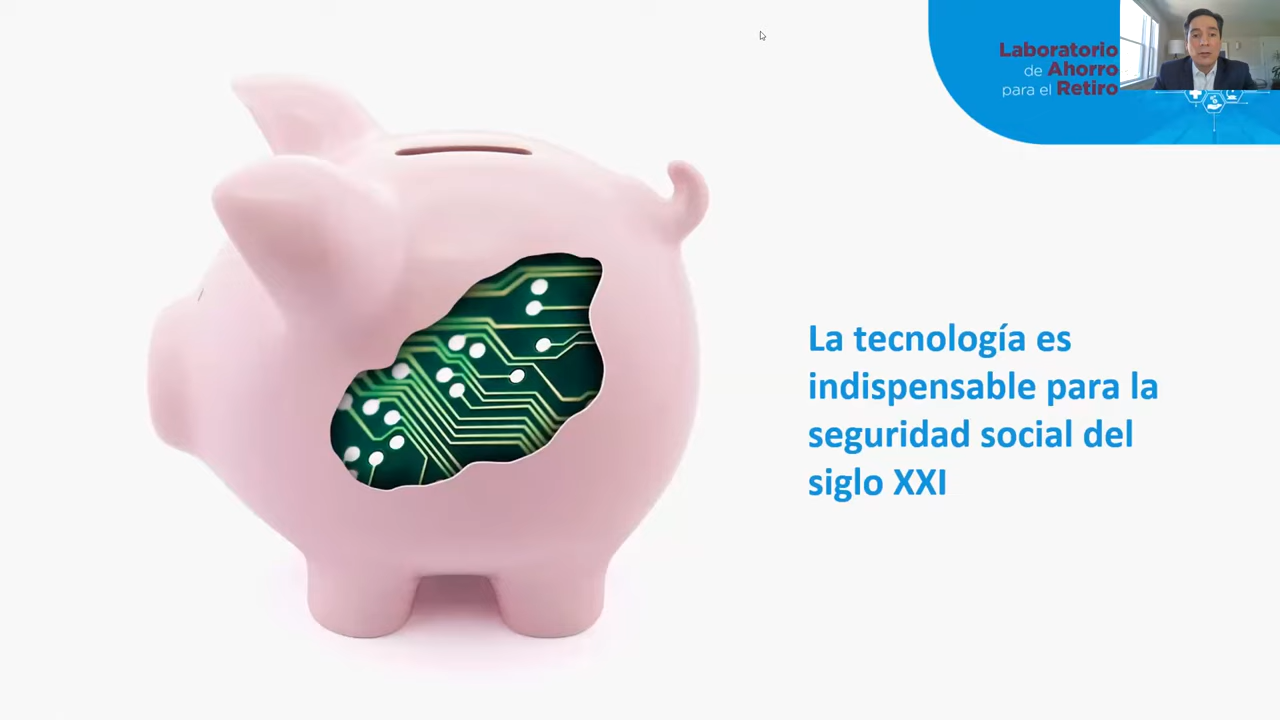 Laboratorio
de Ahorro
para el Retiro
La tecnología es
indispensable para la
seguridad social del
siglo XXI